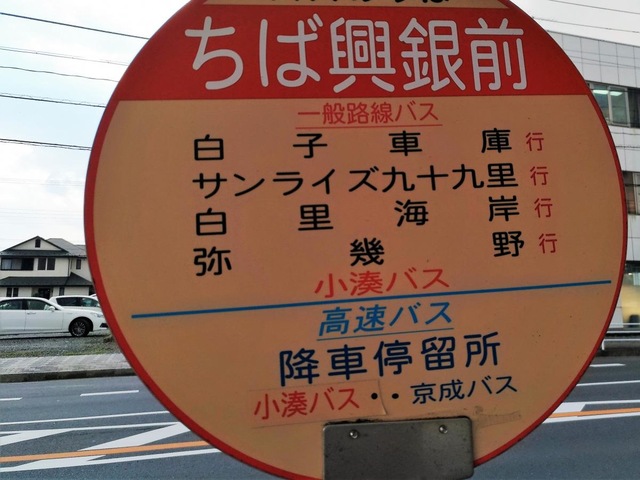 ちば興銀前
一般路線バス
白子車庫行
サンライズ九十九里行
白里海岸行
弥幾野行
小湊バス
高速バス
降車停留所
小湊バス・・京成バス